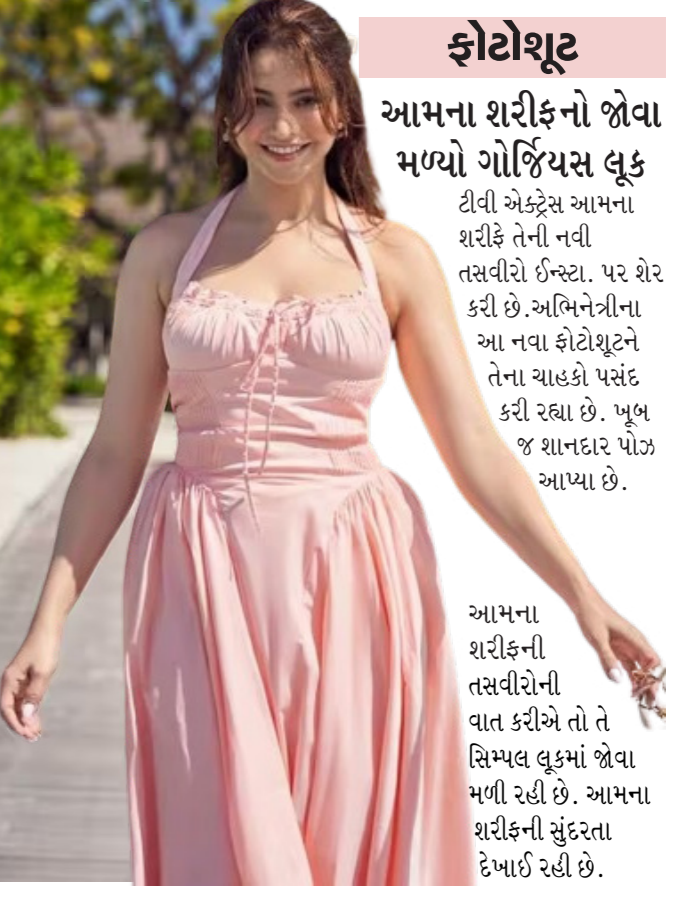 ફોટોશૂટ
આમના શરીફનો જોવા
મળ્યો ગોર્જિયસ લૂક
ટીવી એક્ટ્રેસ આમના
શરીફે તેની નવી
તસવીરો ઈન્સ્ટા. પર શેર
કરી છે.અભિનેત્રીના
આ નવા ફોટોશૂટને
તેના ચાહકો પસંદ
કરી રહ્યા છે. ખૂબ
જ શાનદાર પોઝ
આપ્યા છે.
આમના
શરીફની
તસવીરોની
વાત કરીએ તો તે
સિમ્પલ લૂકમાં જોવા
મળી રહી છે. આમના
શરીફની સુંદરતા
દેખાઈ રહી છે.